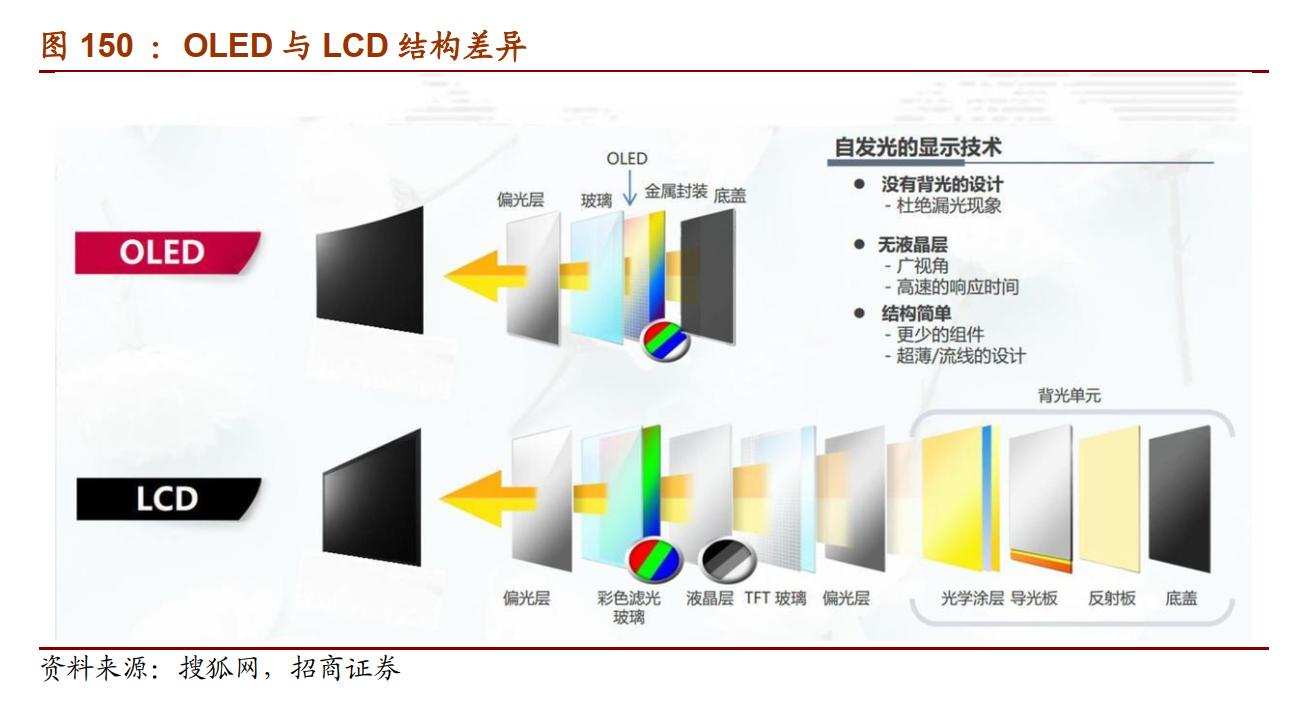 图 150 ：OLED 与 LCD 结构差异
OLED
偏光层
玻璃
OLED
金属封装
底盖
自发光的显示技术
● 没有背光的设计
- 杜绝漏光现象
● 无液晶层
- 广视角
- 高速的响应时间
● 结构简单
- 更少的组件
- 超薄/流线的设计
LCD
背光单元
偏光层
彩色滤光
玻璃
液晶层
TFT 玻璃
偏光层
光学涂层
导光板
反射板
底盖
资料来源：搜狐网，招商证券